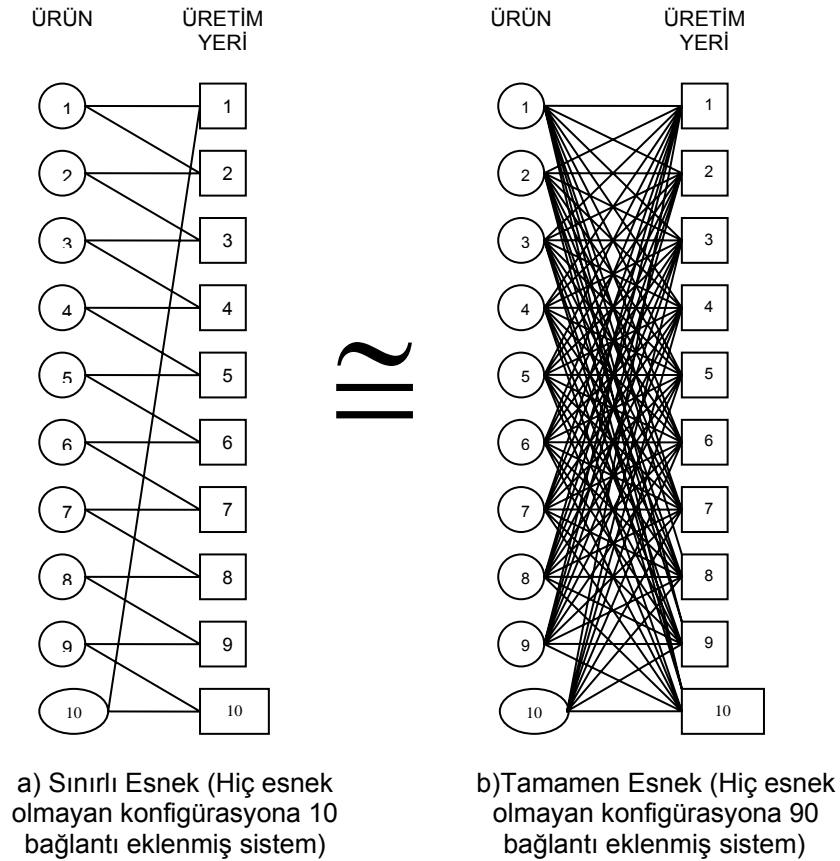 ÜRÜN ÜRETİM YERİ ÜRÜN ÜRETİM YERİ
1 1 1 1
2 2 2 2
3 3 3 3
4 4 4 4
5 5 5 5
6 6 6 6
7 7 7 7
8 8 8 8
9 9 9 9
10 10 10 10
≅
a) Sınırlı Esnek (Hiç esnek
olmayan konfigürasyona 10
bağlantı eklenmiş sistem)
b)Tamamen Esnek (Hiç esnek
olmayan konfigürasyona 90
bağlantı eklenmiş sistem)